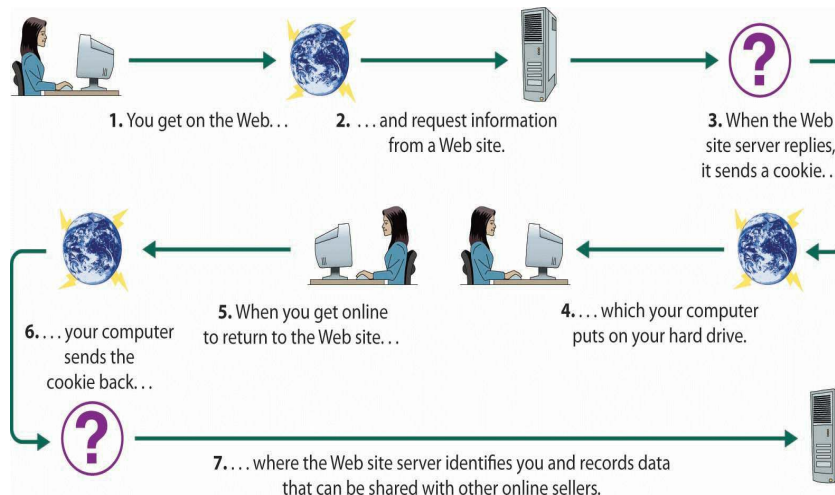 1. You get on the Web. . .
2. . . . and request information
from a Web site.
?
3. When the Web
site server replies,
it sends a cookie. . .
4. . . . which your computer
puts on your hard drive.
5. When you get online
to return to the Web site. . .
6. . . . your computer
sends the
cookie back. . .
?
7. . . . where the Web site server identifies you and records data
that can be shared with other online sellers.